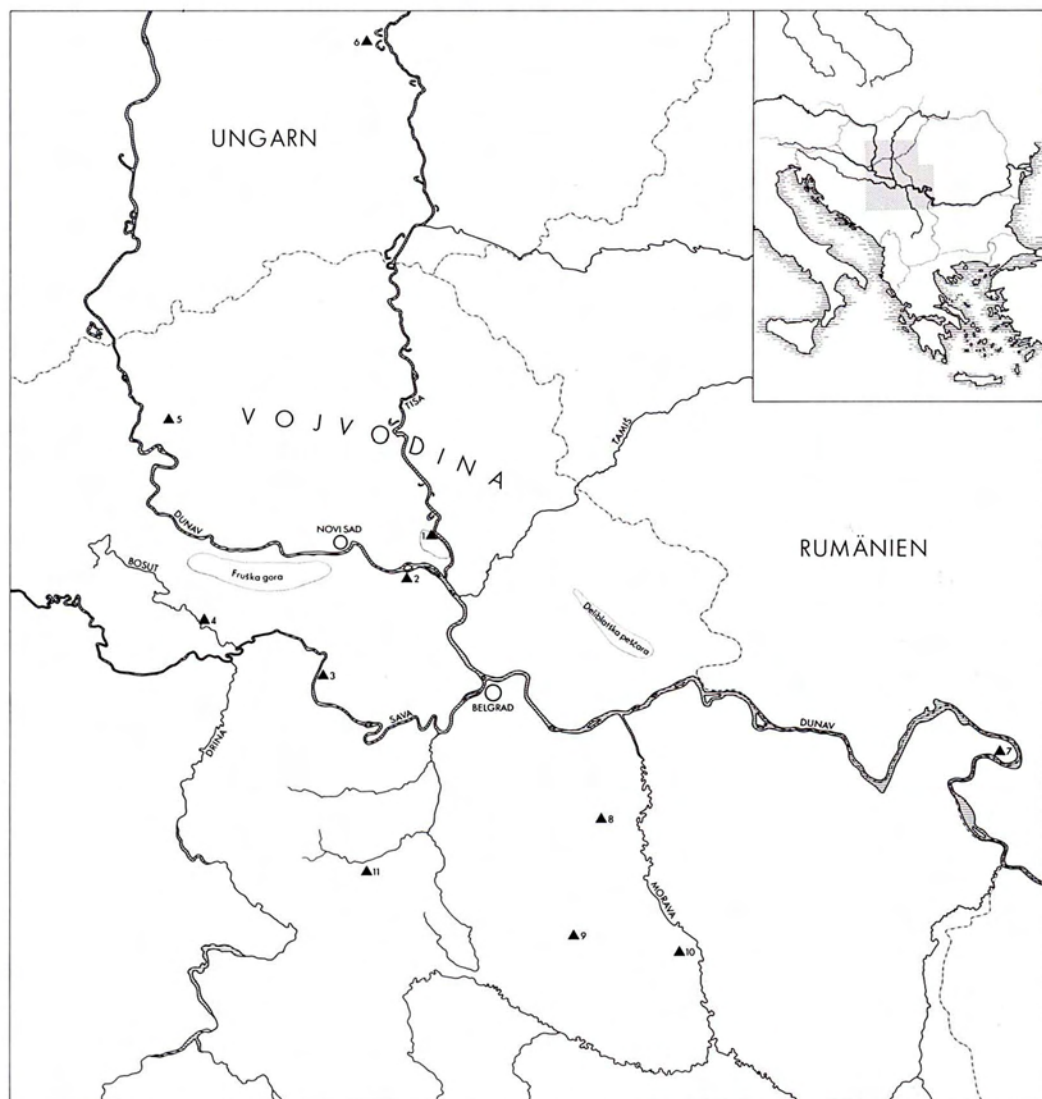 6
UNGARN
TISA
5
VOJVODINA
TAMIŠ
DUNAV
NOVI SAD
1
RUMÄNIEN
BOSUT
Fruška gora
2
Deliblatska peščara
4
3
BELGRAD
SAVA
DUNAV
DRINA
7
8
11
MORAVA
9
10